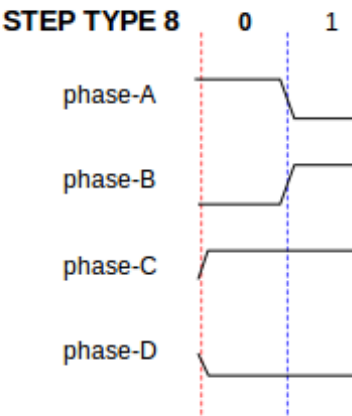 STEP TYPE 8 0 1
phase-A
phase-B
phase-C
phase-D